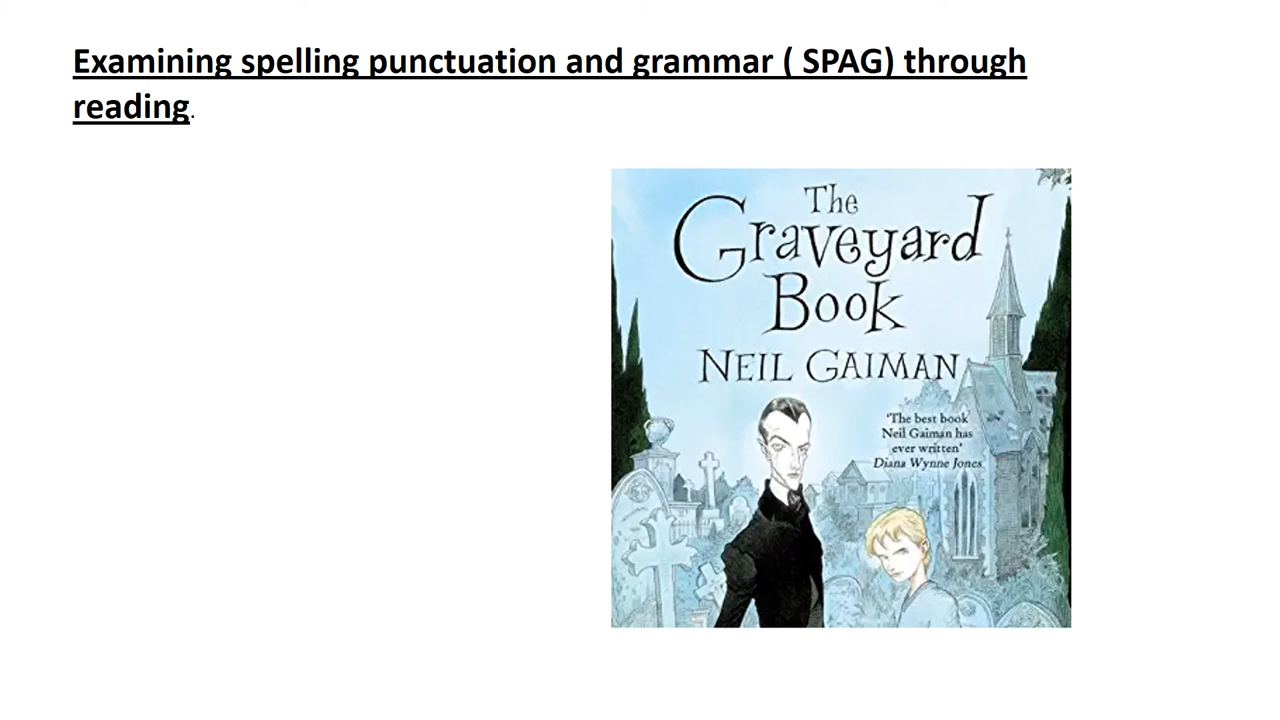 Examining spelling punctuation and grammar ( SPAG) through
reading.
The
Graveyard
Book
NEIL GAIMAN
'The best book
Neil Gaiman has
ever written'
Diana Wynne Jones